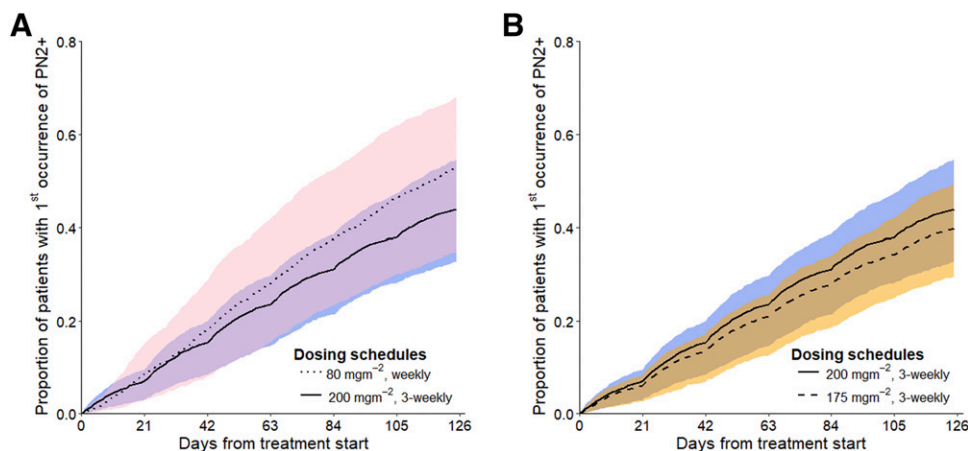 A
Proportion of patients with 1st occurrence of PN2+
0.8
0.6
0.4
0.2
0.0
0
21
42
63
84
105
126
Days from treatment start
Dosing schedules
80 mgm−2, weekly
200 mgm−2, 3-weekly
B
Proportion of patients with 1st occurrence of PN2+
0.8
0.6
0.4
0.2
0.0
0
21
42
63
84
105
126
Days from treatment start
Dosing schedules
200 mgm−2, 3-weekly
175 mgm−2, 3-weekly